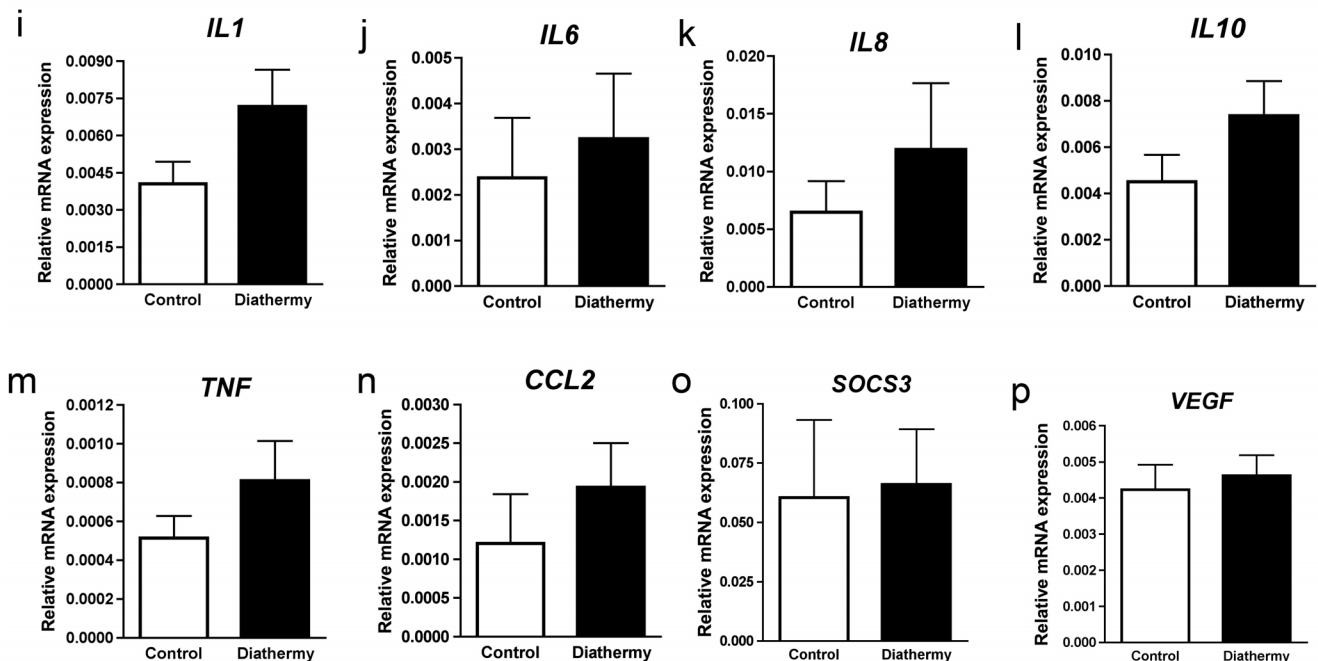 i
IL1
Relative mRNA expression
0.0090
0.0075
0.0060
0.0045
0.0030
0.0015
0.0000
Control Diathermy
j
IL6
Relative mRNA expression
0.005
0.004
0.003
0.002
0.001
0.000
Control Diathermy
k
IL8
Relative mRNA expression
0.020
0.015
0.010
0.005
0.000
Control Diathermy
l
IL10
Relative mRNA expression
0.010
0.008
0.006
0.004
0.002
0.000
Control Diathermy
m
TNF
Relative mRNA expression
0.0012
0.0010
0.0008
0.0006
0.0004
0.0002
0.0000
Control Diathermy
n
CCL2
Relative mRNA expression
0.0030
0.0025
0.0020
0.0015
0.0010
0.0005
0.0000
Control Diathermy
o
SOCS3
Relative mRNA expression
0.100
0.075
0.050
0.025
0.000
Control Diathermy
p
VEGF
Relative mRNA expression
0.006
0.005
0.004
0.003
0.002
0.001
0.000
Control Diathermy